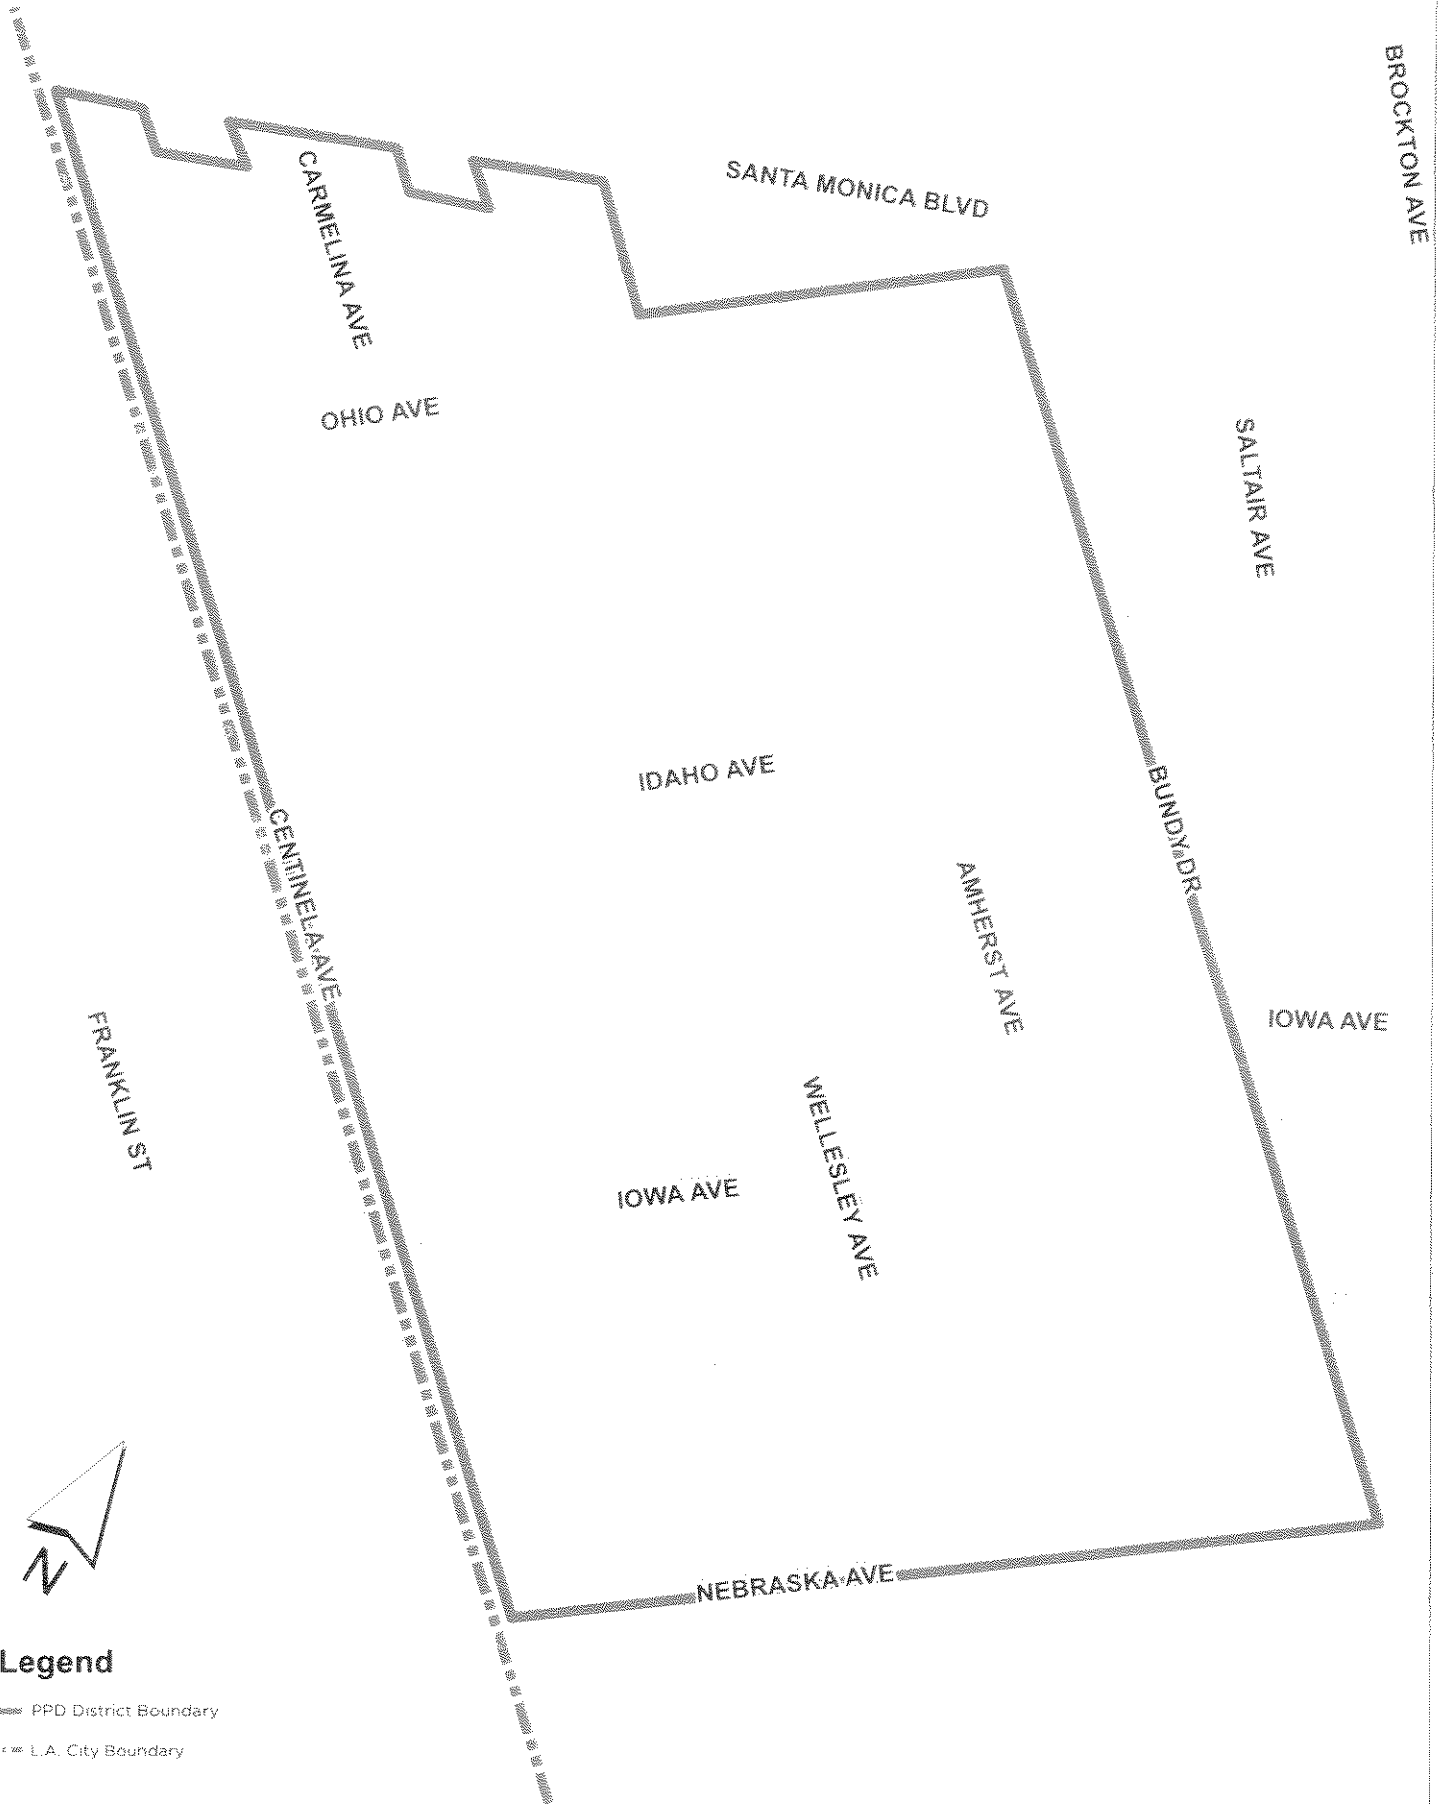 BROCKTON AVE
SANTA MONICA BLVD
CARMELINA AVE
OHIO AVE
SALTAIR AVE
IDAHO AVE
BUNDY DR
CENTINELA AVE
AMHERST AVE
FRANKLIN ST
IOWA AVE
WELLESLEY AVE
IOWA AVE
NEBRASKA AVE
N
Legend
PPD District Boundary
L.A. City Boundary